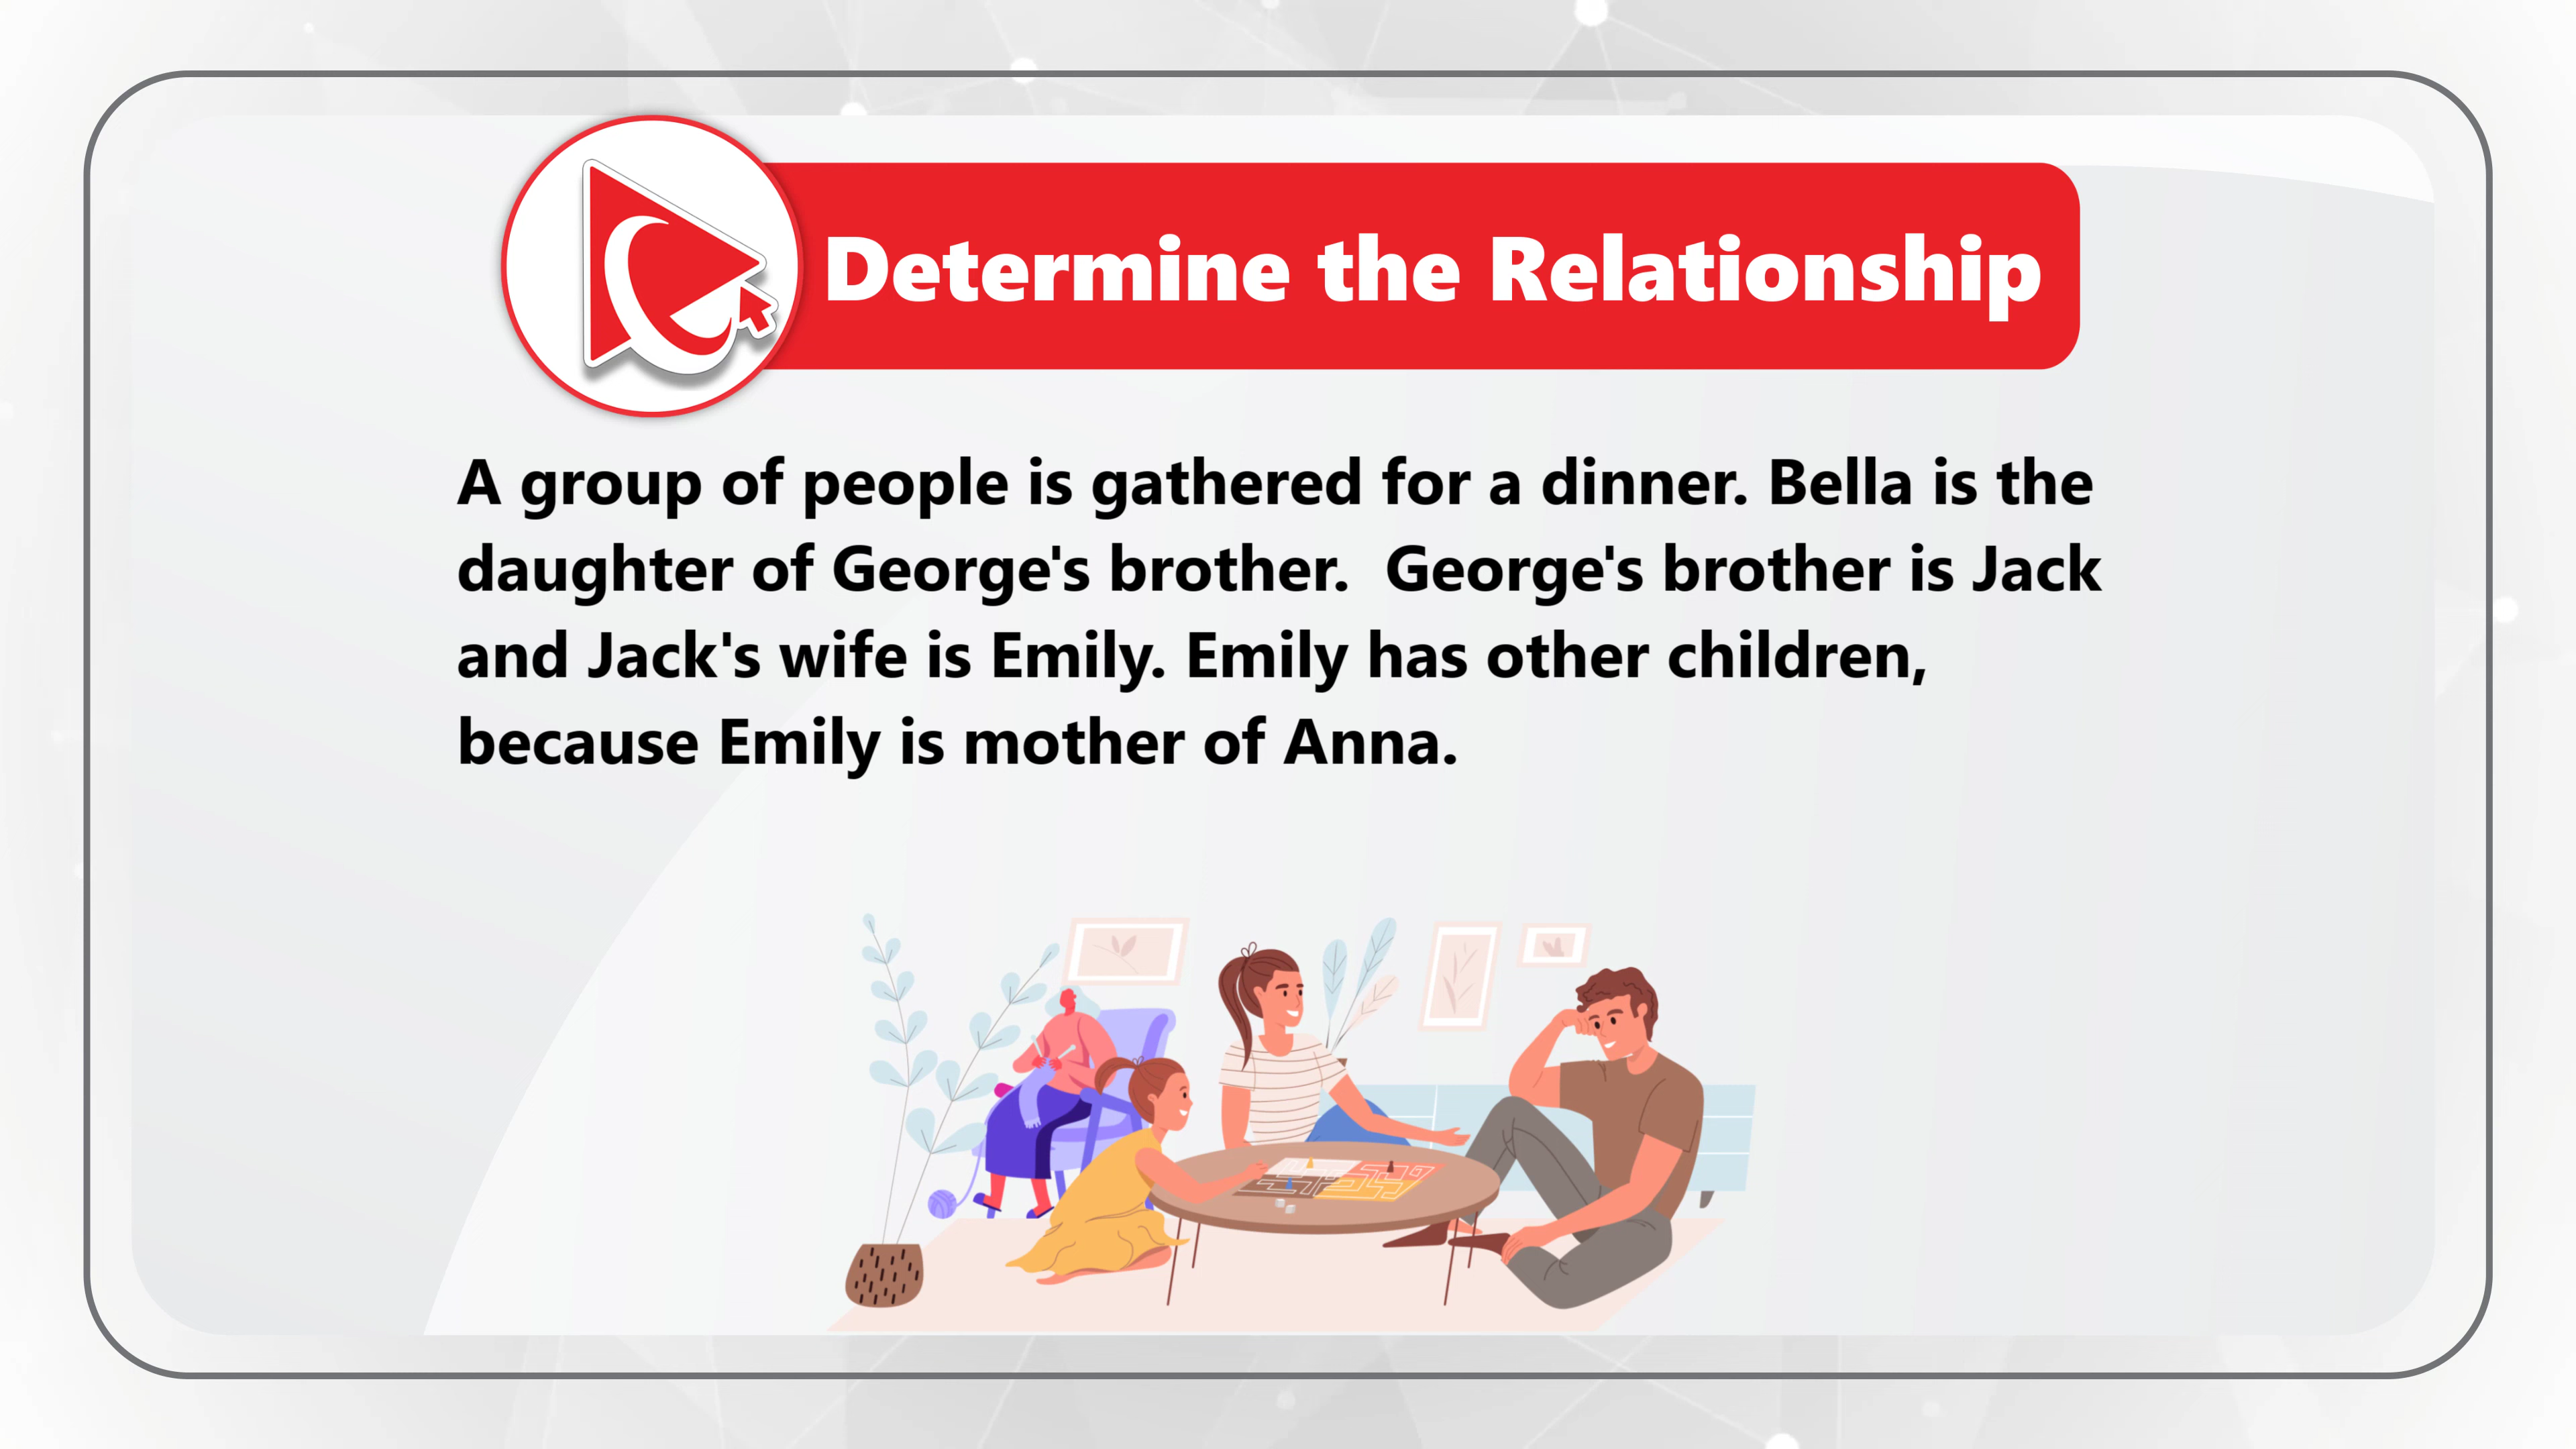 Determine the Relationship
A group of people is gathered for a dinner. Bella is the
daughter of George's brother.  George's brother is Jack
and Jack's wife is Emily. Emily has other children,
because Emily is mother of Anna.